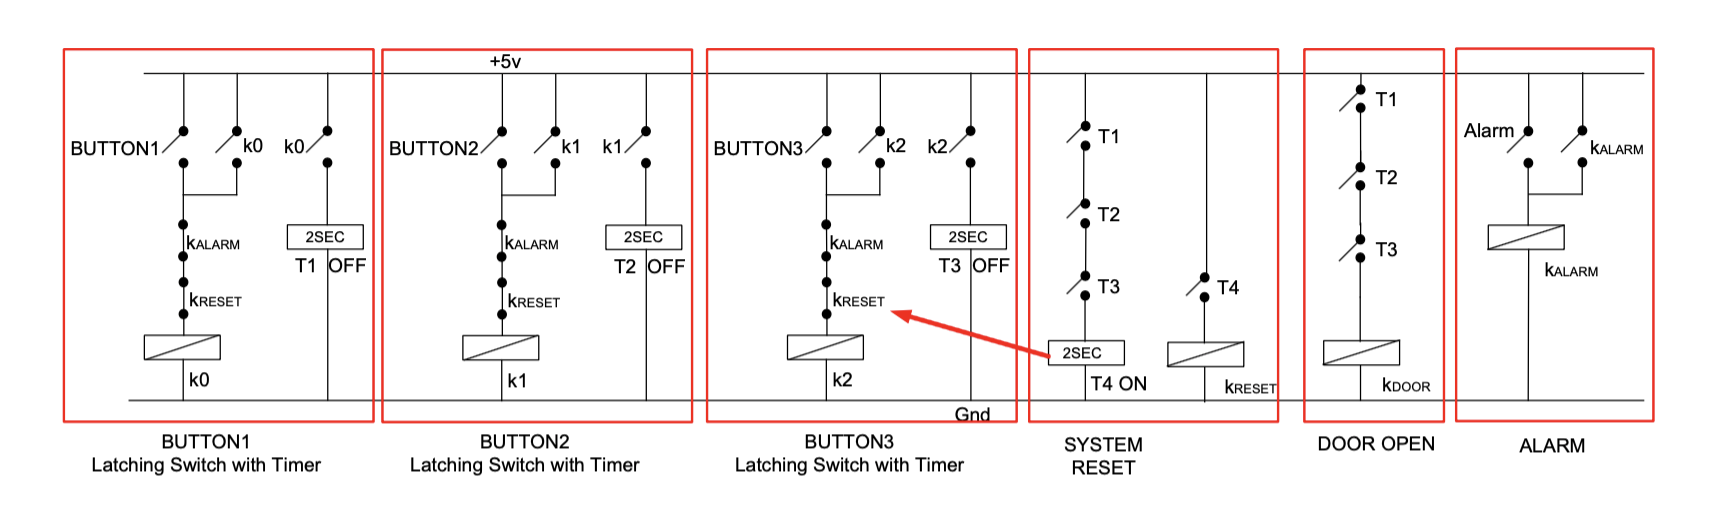 +5v
BUTTON1
k0
k0
kALARM
2SEC
T1 OFF
kRESET
k0
BUTTON2
k1
k1
kALARM
2SEC
T2 OFF
kRESET
k1
BUTTON3
k2
k2
kALARM
2SEC
T3 OFF
kRESET
k2
T1
T2
T3
T4
2SEC
T4 ON
kRESET
T1
T2
T3
kDOOR
Alarm
kALARM
kALARM
Gnd
BUTTON1
Latching Switch with Timer
BUTTON2
Latching Switch with Timer
BUTTON3
Latching Switch with Timer
SYSTEM
RESET
DOOR OPEN
ALARM